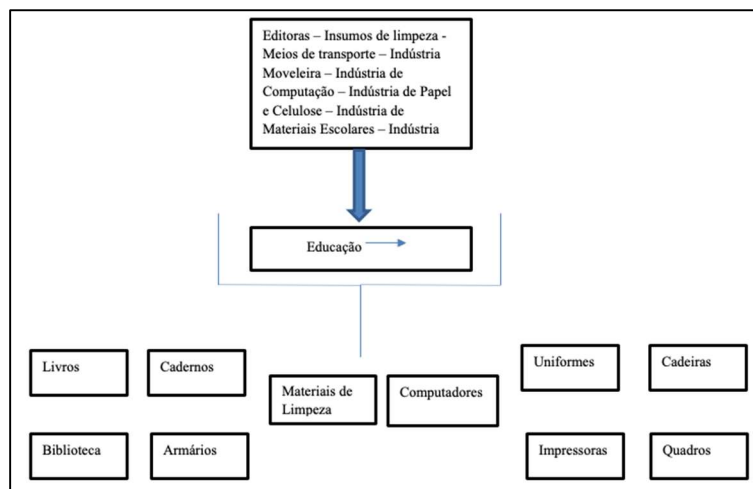 Editoras – Insumos de limpeza -
Meios de transporte – Indústria
Moveleira – Indústria de
Computação – Indústria de Papel
e Celulose – Indústria de
Materiais Escolares – Indústria
Educação
Livros
Cadernos
Materiais de
Limpeza
Computadores
Uniformes
Cadeiras
Biblioteca
Armários
Impressoras
Quadros